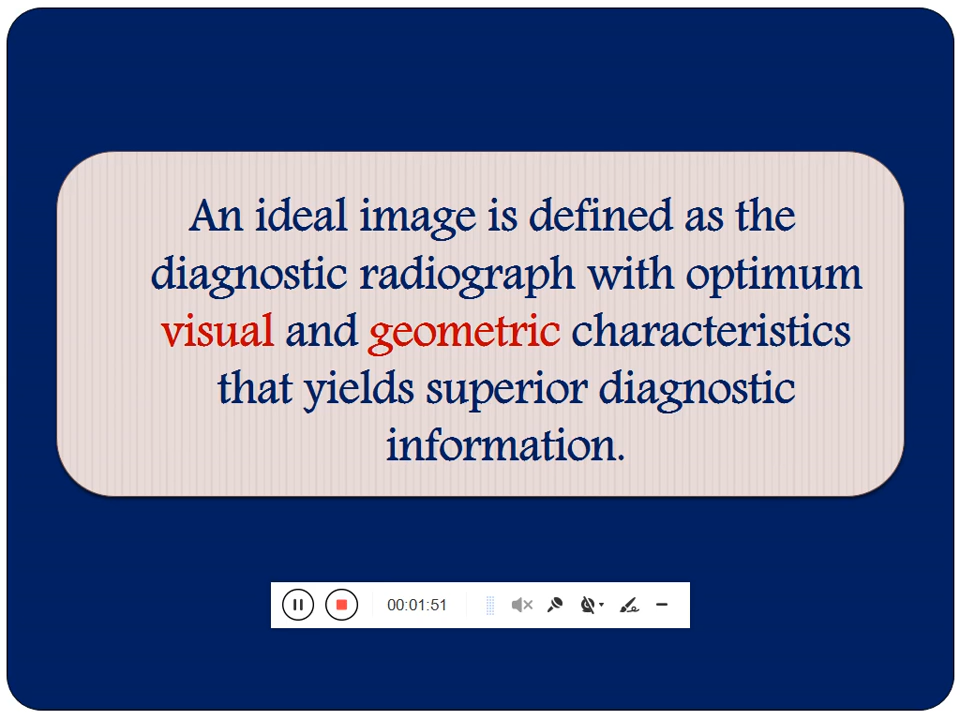 An ideal image is defined as the
diagnostic radiograph with optimum
visual and geometric characteristics
that yields superior diagnostic
information.
00:01:51